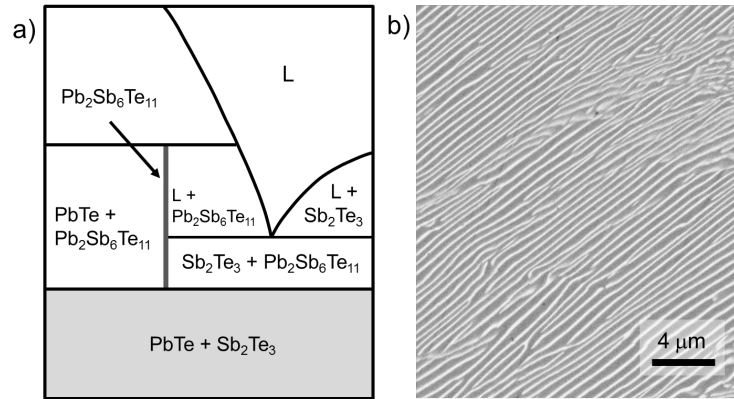 a)
b)
L
Pb₂Sb₆Te₁₁
L +
Pb₂Sb₆Te₁₁
L +
Sb₂Te₃
PbTe +
Pb₂Sb₆Te₁₁
Sb₂Te₃ + Pb₂Sb₆Te₁₁
PbTe + Sb₂Te₃
4 μm